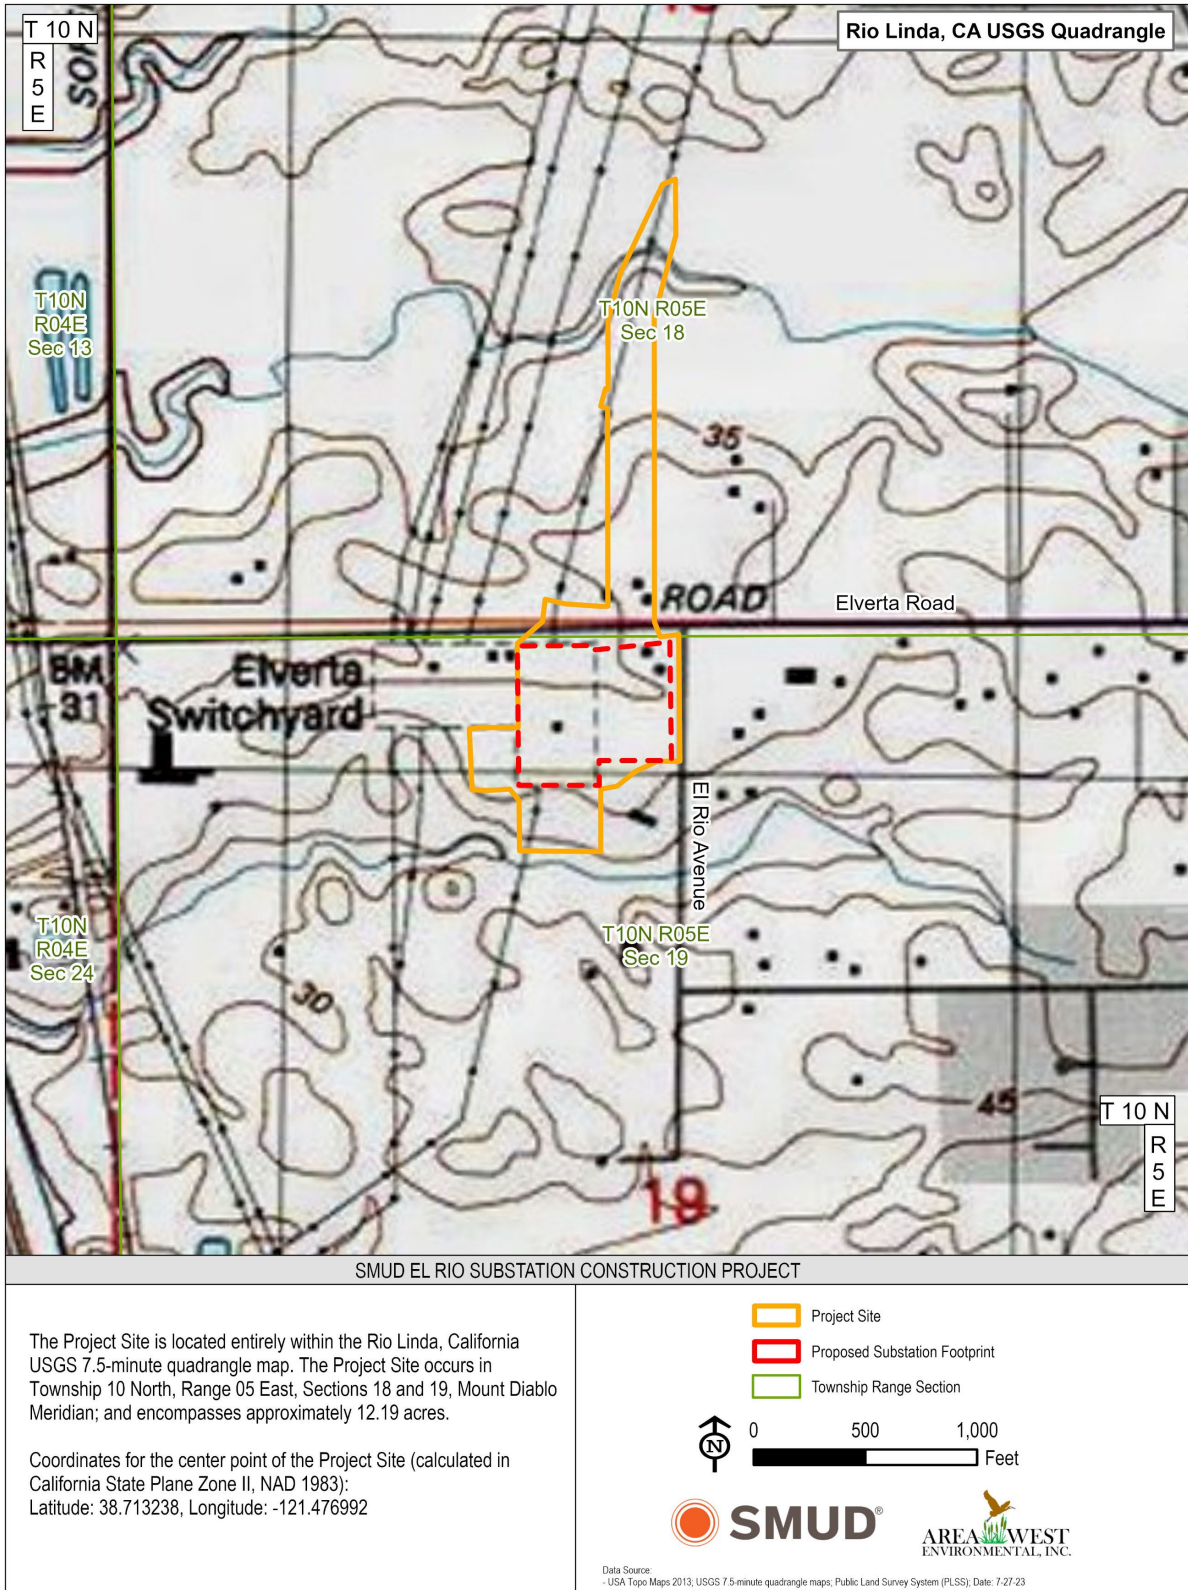 T 10 N
R
5
E
SON
Rio Linda, CA USGS Quadrangle
T10N
R04E
Sec 13
T10N R05E
Sec 18
35
ROAD
Elverta Road
BM
31
Elverta
Switchyard
El Rio Avenue
T10N
R04E
Sec 24
T10N R05E
Sec 19
30
45
T 10 N
R
5
E
19
SMUD EL RIO SUBSTATION CONSTRUCTION PROJECT
The Project Site is located entirely within the Rio Linda, California
USGS 7.5-minute quadrangle map. The Project Site occurs in
Township 10 North, Range 05 East, Sections 18 and 19, Mount Diablo
Meridian; and encompasses approximately 12.19 acres.
Coordinates for the center point of the Project Site (calculated in
California State Plane Zone II, NAD 1983):
Latitude: 38.713238, Longitude: -121.476992
Project Site
Proposed Substation Footprint
Township Range Section
N
0 500 1,000
Feet
SMUD®
AREA WEST
ENVIRONMENTAL, INC.
Data Source:
- USA Topo Maps 2013; USGS 7.5-minute quadrangle maps; Public Land Survey System (PLSS); Date: 7-27-23